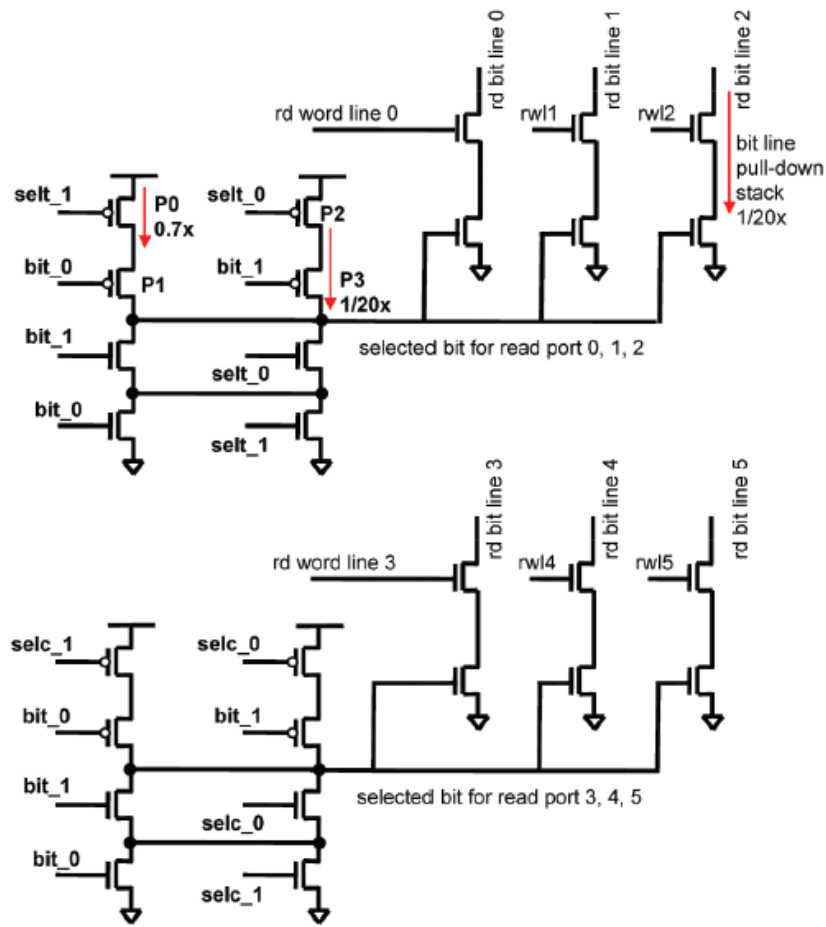 rd bit line 0
rd bit line 1
rd bit line 2
rd word line 0
rwl1
rwl2
bit line
pull-down
stack
1/20x
selt_1
P0
0.7x
selt_0
P2
bit_0
P1
bit_1
P3
1/20x
bit_1
selt_0
selected bit for read port 0, 1, 2
bit_0
selt_1
rd bit line 3
rd bit line 4
rd bit line 5
rd word line 3
rwl4
rwl5
selc_1
selc_0
bit_0
bit_1
bit_1
selc_0
selected bit for read port 3, 4, 5
bit_0
selc_1